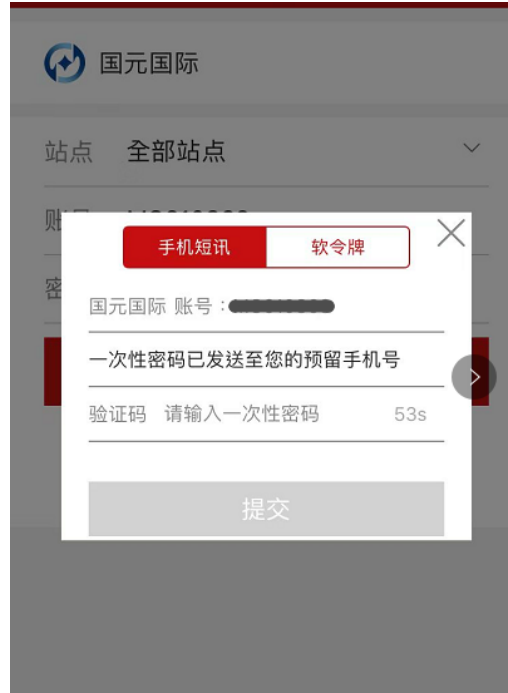 国元国际
站点 全部站点
手机短讯 软令牌
国元国际 账号：
一次性密码已发送至您的预留手机号
验证码 请输入一次性密码 53s
提交